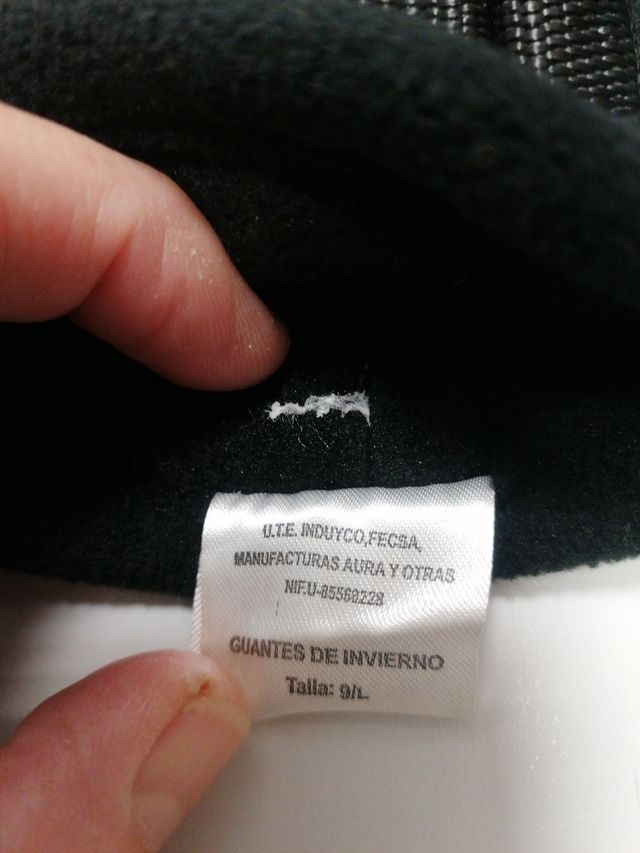 U.T.E. INDUYCO,FECSA,
MANUFACTURAS AURA Y OTRAS
NIF.U-85568228
GUANTES DE INVIERNO
Talla: 9/L.